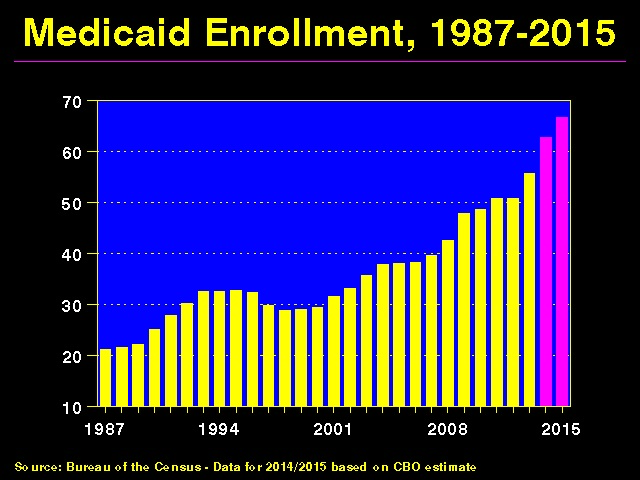 Medicaid Enrollment, 1987-2015
70
60
50
40
30
20
10
1987 1994 2001 2008 2015
Source: Bureau of the Census - Data for 2014/2015 based on CBO estimate